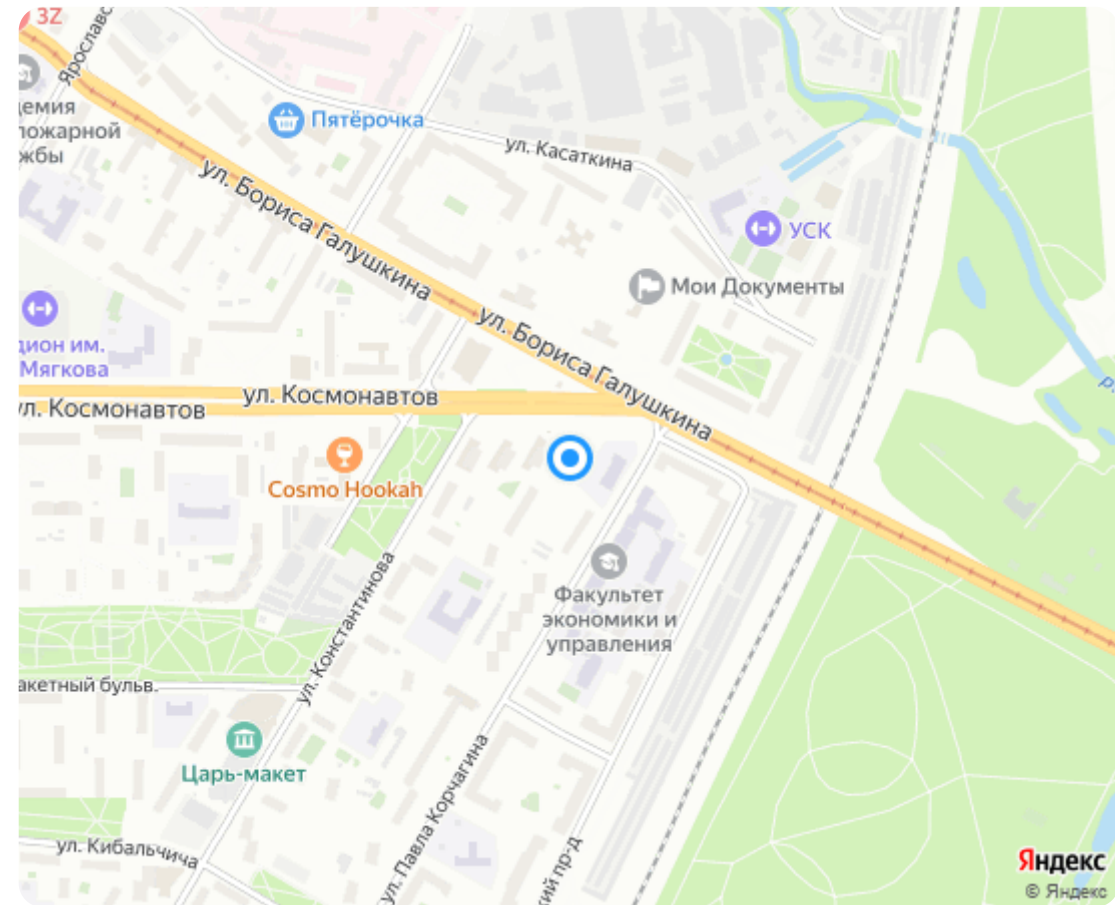 3Z
Ярославс
демия
пожарной
жбы
Пятёрочка
ул. Касаткина
ул. Бориса Галушкина
УСК
Мои Документы
дион им.
Мягкова
ул. Бориса Галушкина
ул. Космонавтов
ул. Космонавтов
Cosmo Hookah
Факультет
экономики и
управления
ул. Константинова
акетный бульв.
Царь-макет
ул. Павла Корчагина
ул. Кибальчича
кий пр-д
Яндекс
© Яндекс